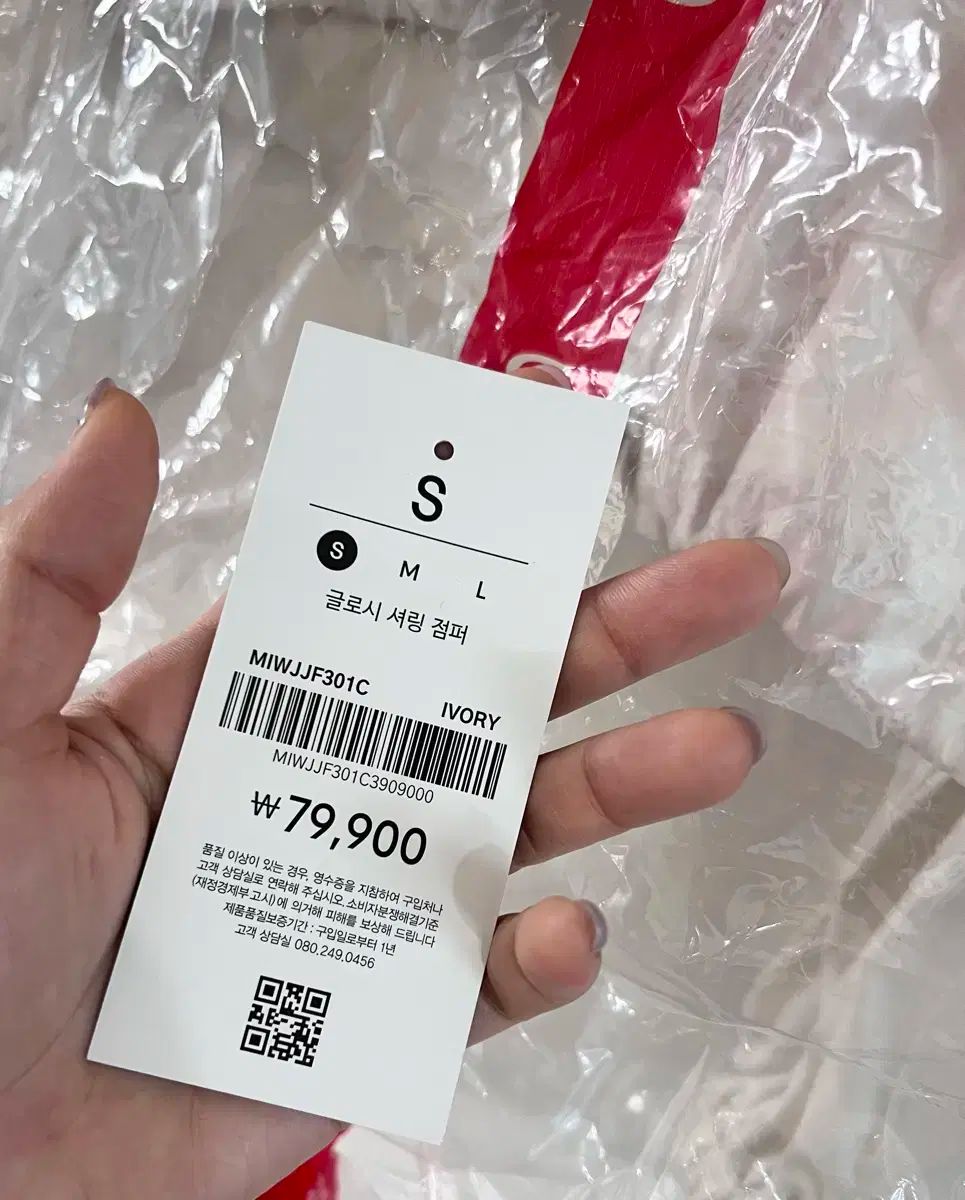 S
S M L
글로시 셔링 점퍼
MIWJJF301C
IVORY
MIWJJF301C3909000
₩79,900
품질 이상이 있는 경우, 영수증을 지참하여 구입처나
고객 상담실로 연락해 주십시오. 소비자분쟁해결기준
(재정경제부.고시)에 의거해 피해를 보상해 드립니다
제품품질보증기간 : 구입일로부터 1년
고객 상담실 080.249.0456